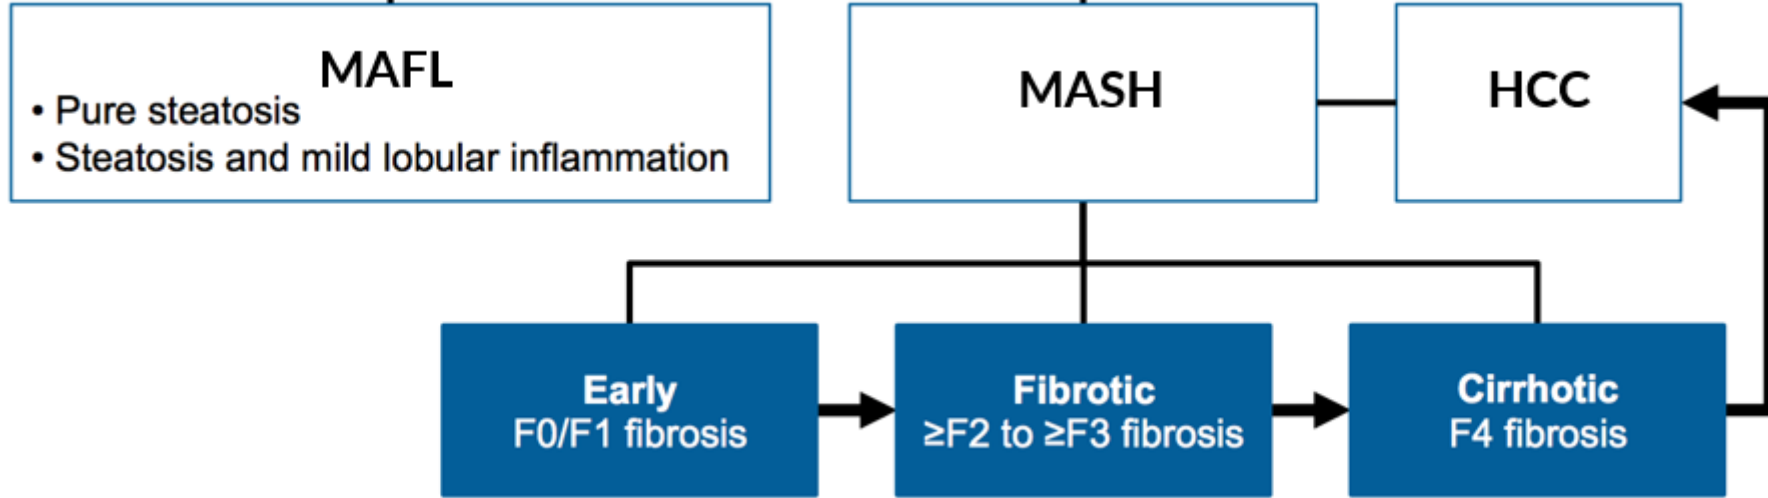 MAFL
• Pure steatosis
• Steatosis and mild lobular inflammation
MASH
HCC
Early
F0/F1 fibrosis
Fibrotic
≥F2 to ≥F3 fibrosis
Cirrhotic
F4 fibrosis